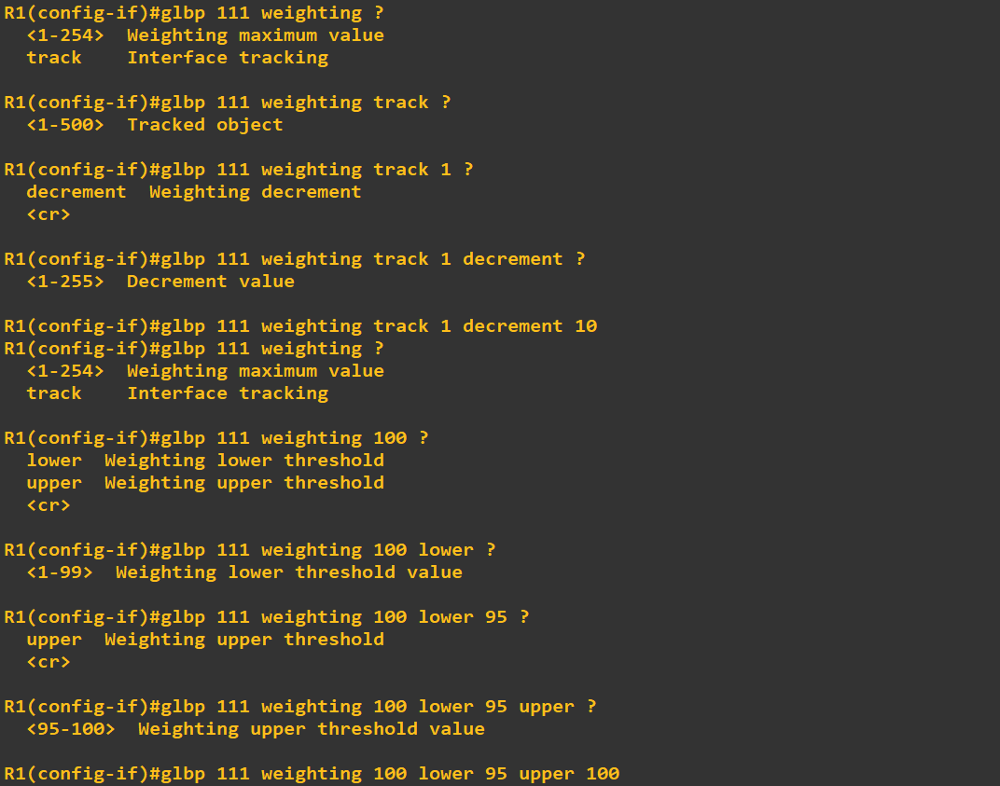 R1(config-if)#glbp 111 weighting ?
  <1-254>  Weighting maximum value
  track    Interface tracking

R1(config-if)#glbp 111 weighting track ?
  <1-500>  Tracked object

R1(config-if)#glbp 111 weighting track 1 ?
  decrement  Weighting decrement
  <cr>

R1(config-if)#glbp 111 weighting track 1 decrement ?
  <1-255>  Decrement value

R1(config-if)#glbp 111 weighting track 1 decrement 10
R1(config-if)#glbp 111 weighting ?
  <1-254>  Weighting maximum value
  track    Interface tracking

R1(config-if)#glbp 111 weighting 100 ?
  lower  Weighting lower threshold
  upper  Weighting upper threshold
  <cr>

R1(config-if)#glbp 111 weighting 100 lower ?
  <1-99>  Weighting lower threshold value

R1(config-if)#glbp 111 weighting 100 lower 95 ?
  upper  Weighting upper threshold
  <cr>

R1(config-if)#glbp 111 weighting 100 lower 95 upper ?
  <95-100>  Weighting upper threshold value

R1(config-if)#glbp 111 weighting 100 lower 95 upper 100